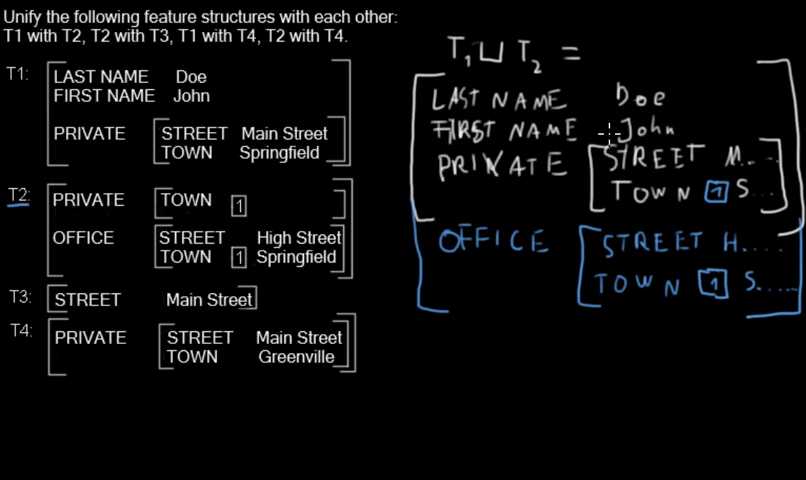 Unify the following feature structures with each other:
T1 with T2, T2 with T3, T1 with T4, T2 with T4.
T1:
LAST NAME Doe
FIRST NAME John
PRIVATE STREET Main Street
TOWN Springfield
T2:
PRIVATE TOWN 1
OFFICE STREET High Street
TOWN 1 Springfield
T3: STREET Main Street
T4:
PRIVATE STREET Main Street
TOWN Greenville
T1 ⊔ T2 =
LAST NAME Doe
FIRST NAME John
PRIVATE STREET M...
TOWN 1 S...
OFFICE STREET H....
TOWN 1 S.....